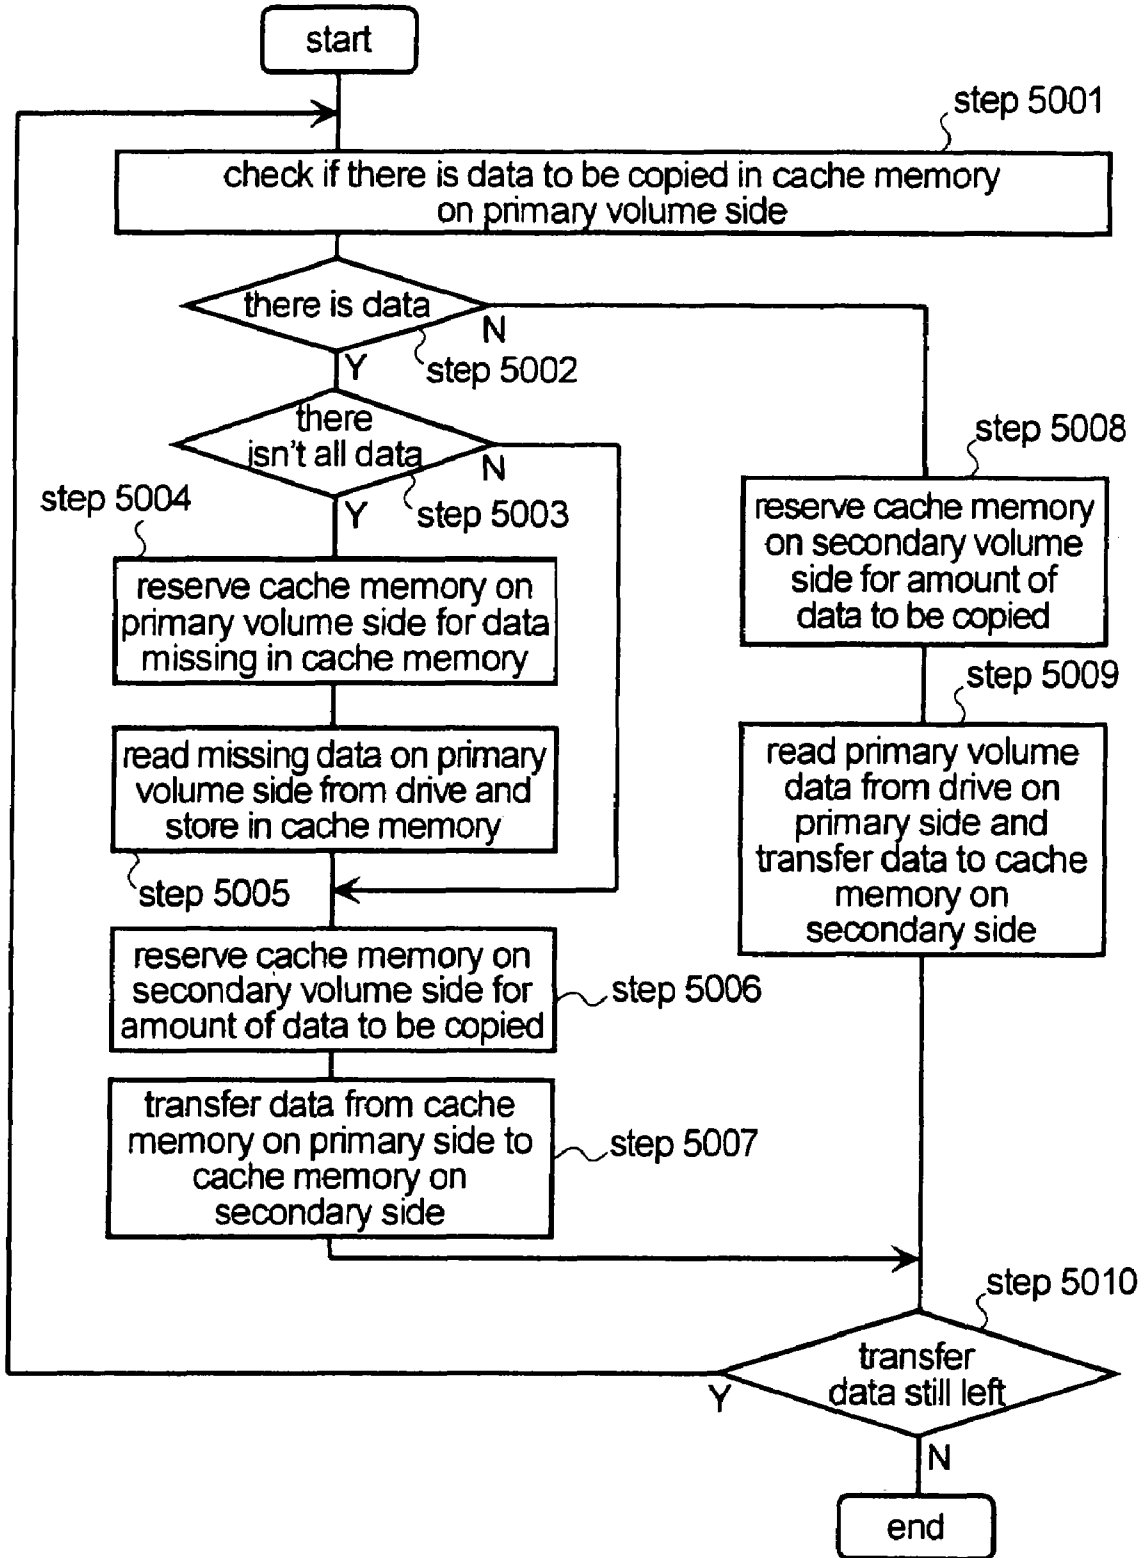 start
step 5001
check if there is data to be copied in cache memory
on primary volume side
there is data
N
step 5002
Y
there
isn't all data
N
step 5003
Y
step 5004
reserve cache memory on
primary volume side for data
missing in cache memory
read missing data on primary
volume side from drive and
store in cache memory
step 5005
reserve cache memory on
secondary volume side for
amount of data to be copied
step 5006
transfer data from cache
memory on primary side to
cache memory on
secondary side
step 5007
step 5008
reserve cache memory
on secondary volume
side for amount of
data to be copied
step 5009
read primary volume
data from drive on
primary side and
transfer data to cache
memory on
secondary side
step 5010
transfer
data still left
Y
N
end